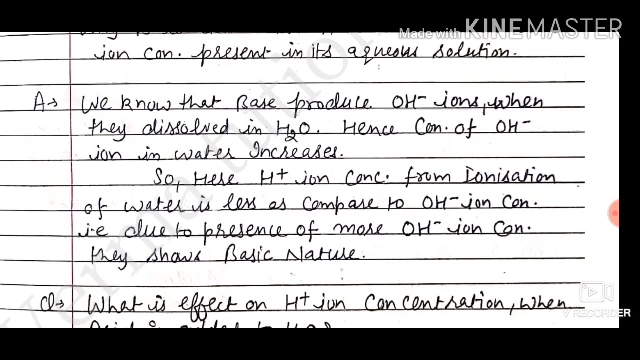 Made with KINEMASTER
ion con. present in its aqueous solution.
A→ We know that Base produce OH⁻ ions, when
they dissolved in H₂O. Hence Con. of OH⁻
ion in water Increases.
So, Here H⁺ ion Conc. from Ionisation
of water is less as compare to OH⁻ ion Con.
i.e due to presence of more OH⁻ ion Con.
they shows Basic Nature.
Q→ What is effect on H⁺ ion Concentration, when
V RECORDER